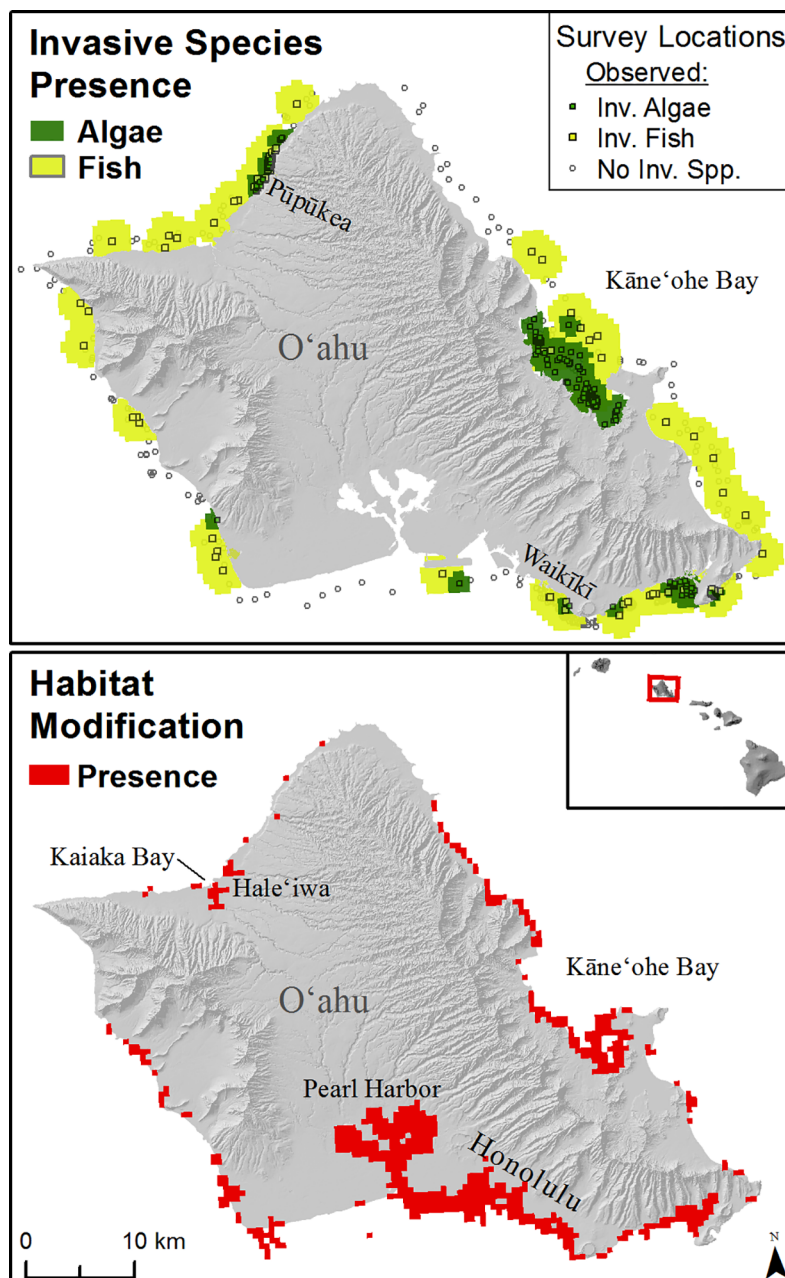 Invasive Species
Presence
Algae
Fish
Survey Locations
Observed:
Inv. Algae
Inv. Fish
No Inv. Spp.
Pūpūkea
Kāneʻohe Bay
Oʻahu
Waikīkī
Habitat
Modification
Presence
Kaiaka Bay
Haleʻiwa
Kāneʻohe Bay
Oʻahu
Pearl Harbor
Honolulu
0 10 km
N